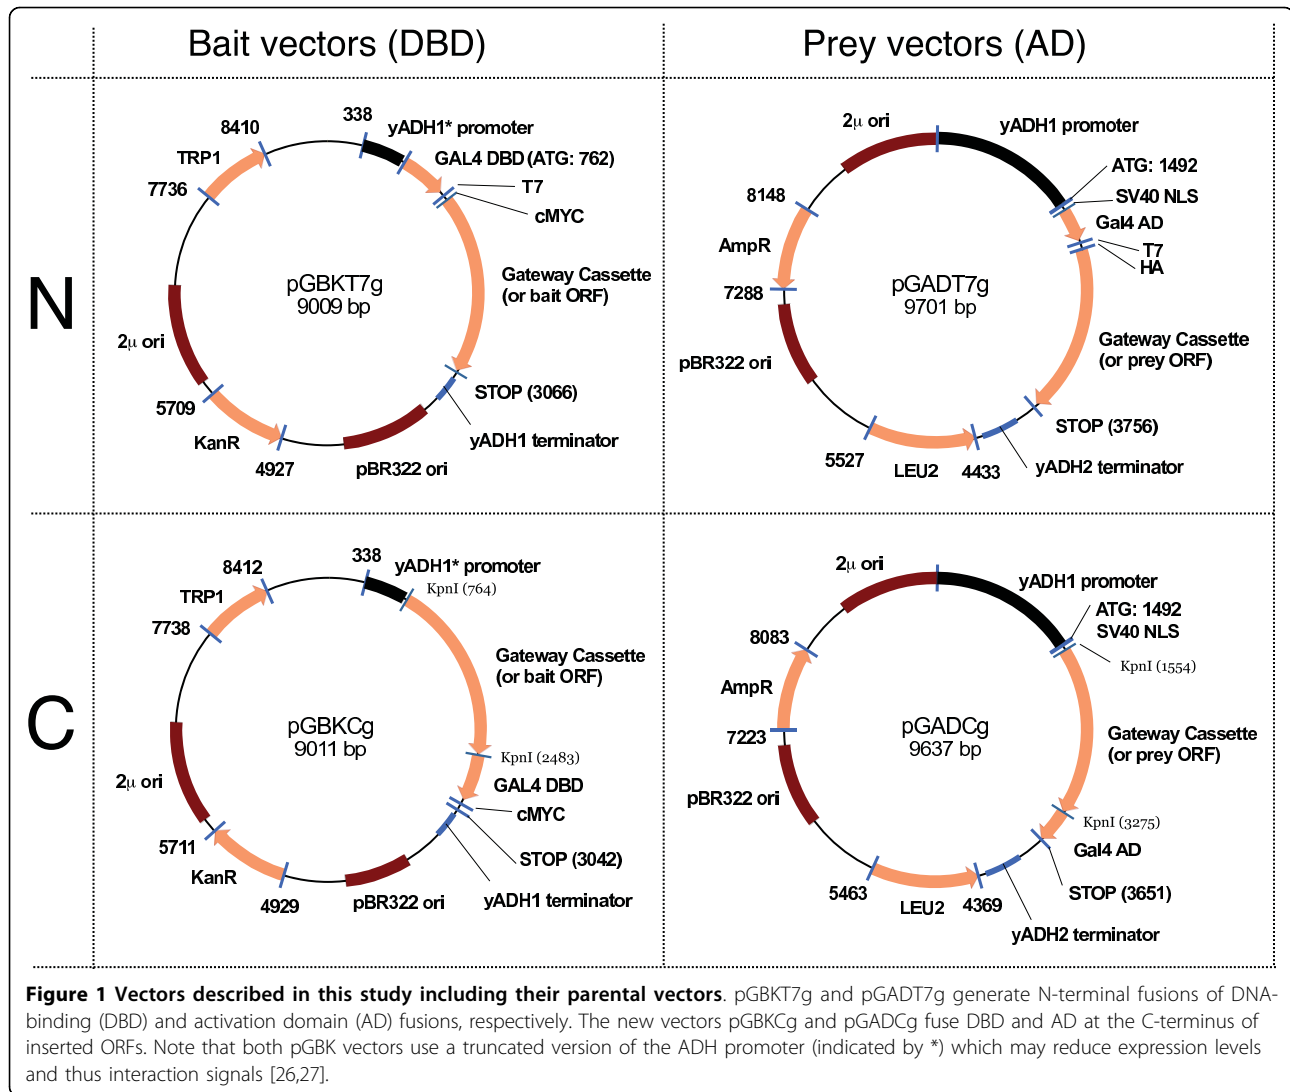 Bait vectors (DBD)
Prey vectors (AD)
N
338
yADH1* promoter
8410
GAL4 DBD (ATG: 762)
TRP1
T7
7736
cMYC
pGBKT7g
9009 bp
Gateway Cassette
(or bait ORF)
2μ ori
5709
STOP (3066)
KanR
yADH1 terminator
4927
pBR322 ori
2μ ori
yADH1 promoter
ATG: 1492
8148
SV40 NLS
Gal4 AD
AmpR
T7
HA
7288
pGADT7g
9701 bp
Gateway Cassette
(or prey ORF)
pBR322 ori
STOP (3756)
5527
LEU2
4433
yADH2 terminator
C
338
yADH1* promoter
8412
KpnI (764)
TRP1
7738
Gateway Cassette
(or bait ORF)
pGBKCg
9011 bp
KpnI (2483)
2μ ori
GAL4 DBD
cMYC
5711
STOP (3042)
KanR
yADH1 terminator
4929
pBR322 ori
2μ ori
yADH1 promoter
ATG: 1492
8083
SV40 NLS
KpnI (1554)
AmpR
7223
pGADCg
9637 bp
Gateway Cassette
(or prey ORF)
pBR322 ori
KpnI (3275)
Gal4 AD
5463
LEU2
4369
STOP (3651)
yADH2 terminator
Figure 1 Vectors described in this study including their parental vectors. pGBKT7g and pGADT7g generate N-terminal fusions of DNA-
binding (DBD) and activation domain (AD) fusions, respectively. The new vectors pGBKCg and pGADCg fuse DBD and AD at the C-terminus of
inserted ORFs. Note that both pGBK vectors use a truncated version of the ADH promoter (indicated by *) which may reduce expression levels
and thus interaction signals [26,27].